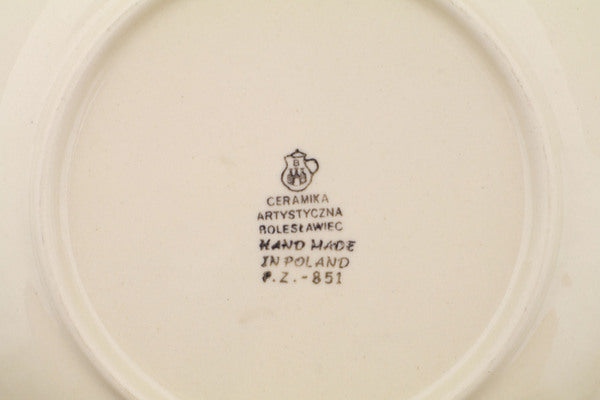 B
CERAMIKA
ARTYSTYCZNA
BOLESŁAWIEC
HAND MADE
IN POLAND
P.Z.-851